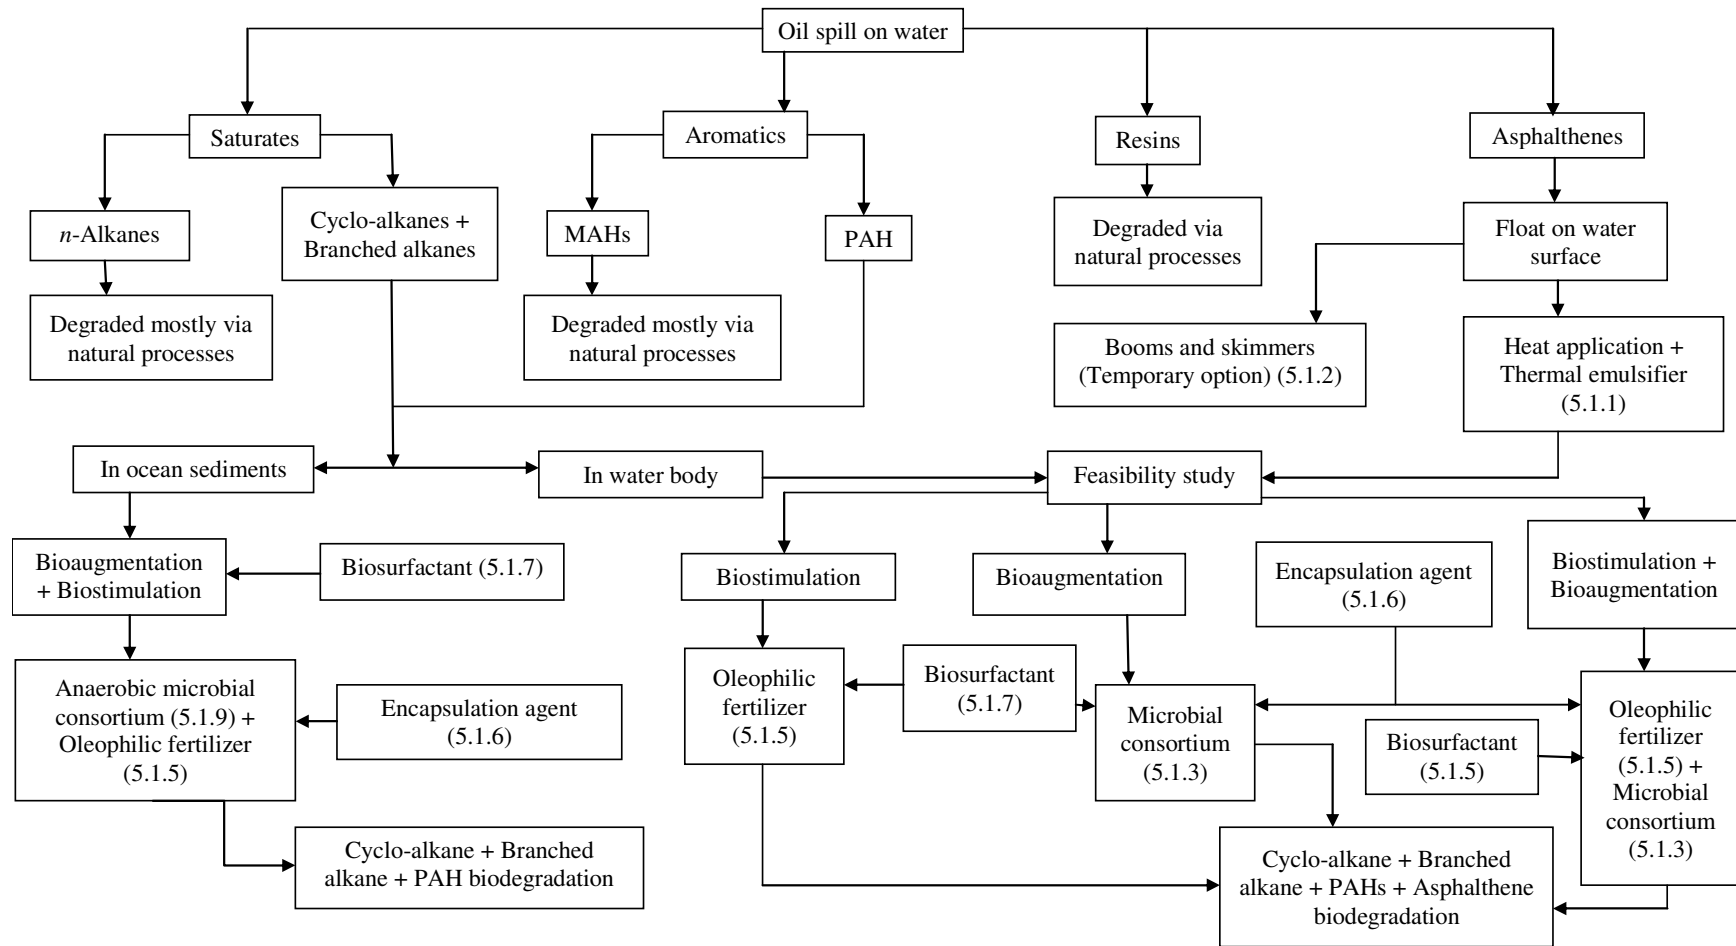 Oil spill on water
Saturates
Aromatics
Resins
Asphalthenes
n-Alkanes
Cyclo-alkanes +
Branched alkanes
MAHs
PAH
Degraded via
natural processes
Float on water
surface
Degraded mostly via
natural processes
Degraded mostly via
natural processes
Booms and skimmers
(Temporary option) (5.1.2)
Heat application +
Thermal emulsifier
(5.1.1)
In ocean sediments
In water body
Feasibility study
Bioaugmentation
+ Biostimulation
Biosurfactant (5.1.7)
Biostimulation
Bioaugmentation
Encapsulation agent
(5.1.6)
Biostimulation +
Bioaugmentation
Anaerobic microbial
consortium (5.1.9) +
Oleophilic fertilizer
(5.1.5)
Encapsulation agent
(5.1.6)
Oleophilic
fertilizer
(5.1.5)
Biosurfactant
(5.1.7)
Microbial
consortium
(5.1.3)
Biosurfactant
(5.1.5)
Oleophilic
fertilizer
(5.1.5) +
Microbial
consortium
(5.1.3)
Cyclo-alkane + Branched
alkane + PAH biodegradation
Cyclo-alkane + Branched
alkane + PAHs + Asphalthene
biodegradation